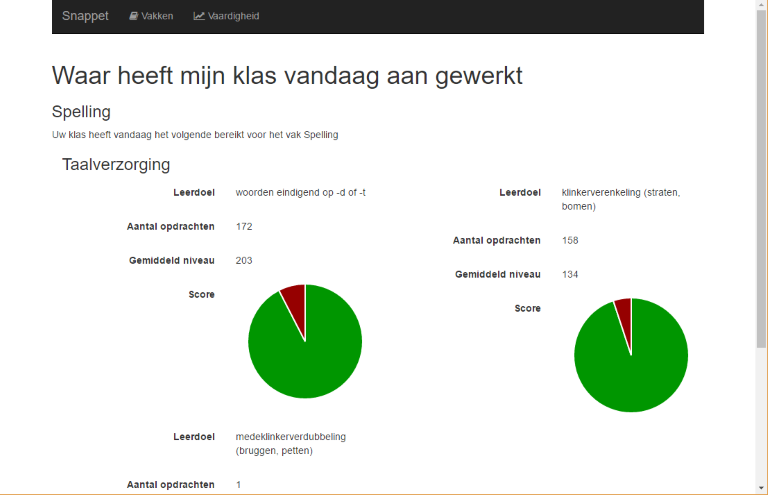 Snappet Vakken Vaardigheid
Waar heeft mijn klas vandaag aan gewerkt
Spelling
Uw klas heeft vandaag het volgende bereikt voor het vak Spelling
Taalverzorging
Leerdoel woorden eindigend op -d of -t
Aantal opdrachten 172
Gemiddeld niveau 203
Score
Leerdoel klinkerverenkeling (straten,
bomen)
Aantal opdrachten 158
Gemiddeld niveau 134
Score
Leerdoel medeklinkerverdubbeling
(bruggen, petten)
Aantal opdrachten 1